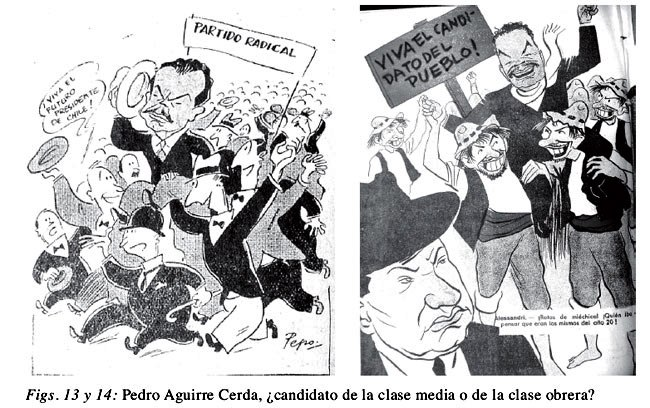 PARTIDO RADICAL
¡VIVA EL
FUTURO
PRESIDENTE
DE CHILE!
Pepo
VIVA EL CANDI-
DATO DEL
PUEBLO!
Alessandri.— ¡Rotos de miéchica! ¡Quién iba a
pensar que eran los mismos del año 20!
Figs. 13 y 14: Pedro Aguirre Cerda, ¿candidato de la clase media o de la clase obrera?